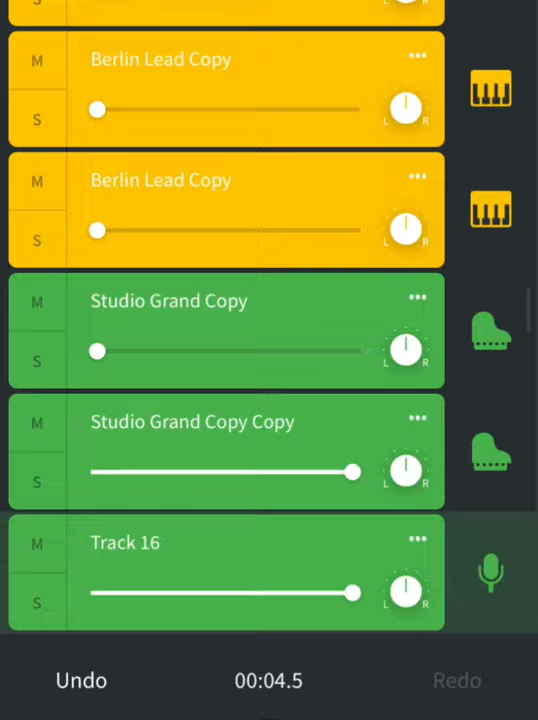 S
M
Berlin Lead Copy
S
L R
M
Berlin Lead Copy
S
L R
M
Studio Grand Copy
S
L R
M
Studio Grand Copy Copy
S
L R
M
Track 16
S
L R
Undo 00:04.5 Redo